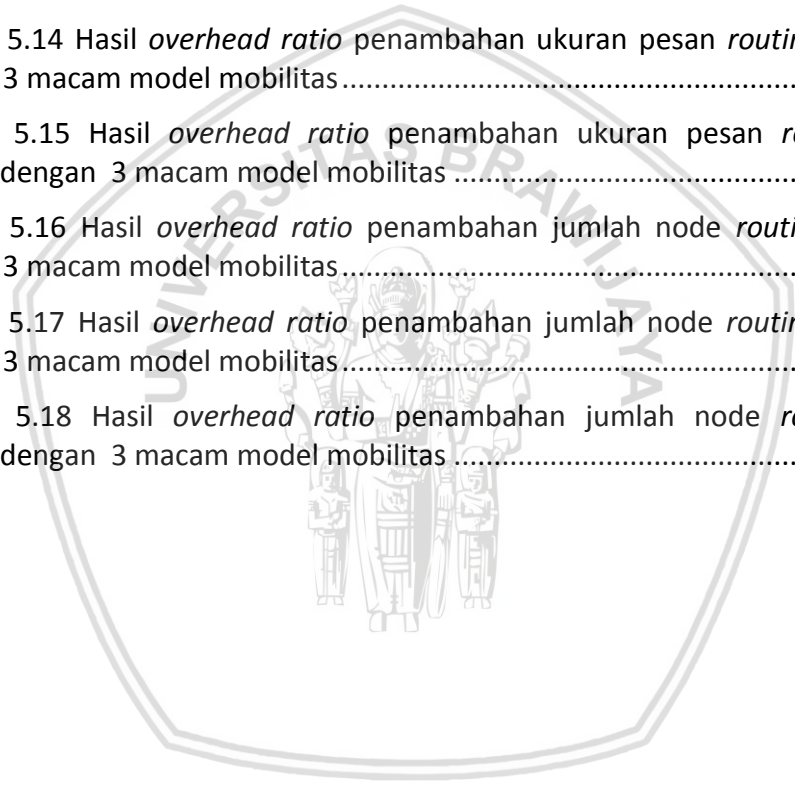 5.14 Hasil overhead ratio penambahan ukuran pesan
3 macam model mobilitas........................................................
5.15 Hasil overhead ratio penambahan ukuran pesan
dengan 3 macam model mobilitas ..........................................
5.16 Hasil overhead ratio penambahan jumlah node
3 macam model mobilitas........................................................
5.17 Hasil overhead ratio penambahan jumlah node
3 macam model mobilitas........................................................
5.18 Hasil overhead ratio penambahan jumlah node
dengan 3 macam model mobilitas ..........................................
UNIVERSITAS BRAWIJAYA